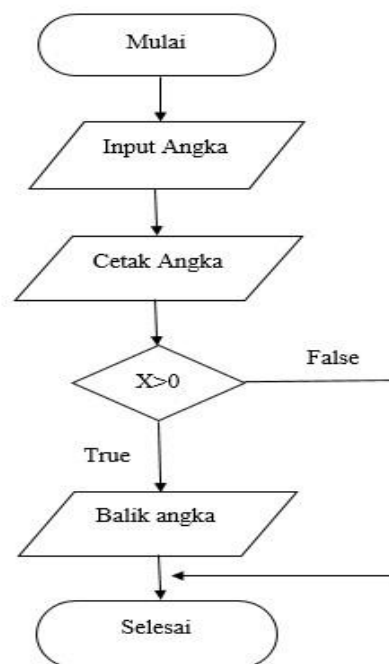 Mulai
Input Angka
Cetak Angka
False
X>0
True
Balik angka
Selesai